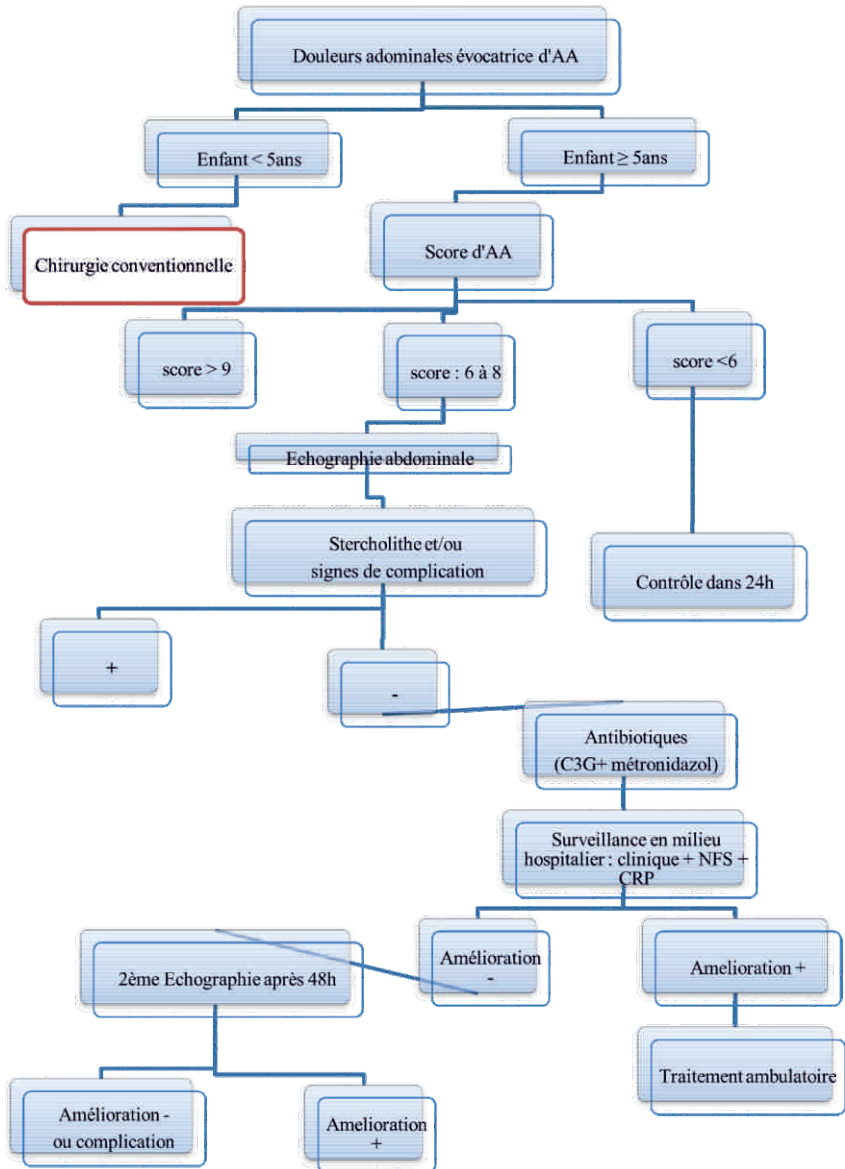 Douleurs adominales évocatrice d'AA
Enfant < 5ans
Enfant ≥ 5ans
Chirurgie conventionnelle
Score d'AA
score > 9
score : 6 à 8
score <6
Echographie abdominale
Stercholithe et/ou
signes de complication
Contrôle dans 24h
+
-
Antibiotiques
(C3G+ métronidazol)
Surveillance en milieu
hospitalier : clinique + NFS +
CRP
Amélioration
-
Amelioration +
2ème Echographie après 48h
Traitement ambulatoire
Amélioration -
ou complication
Amelioration
+